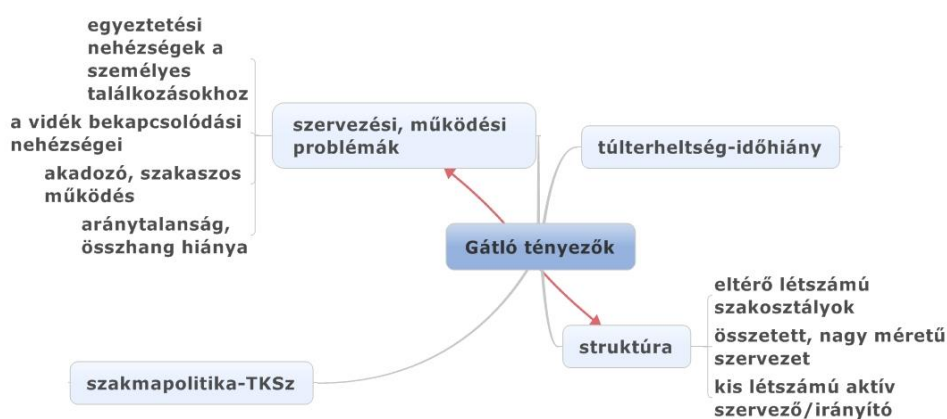 egyeztetési
nehézségek a
személyes
találkozásokhoz
a vidék bekapcsolódási
nehézségei
akadozó, szakaszos
működés
aránytalanság,
összhang hiánya
szervezési, működési
problémák
túlterheltség-időhiány
Gátló tényezők
struktúra
eltérő létszámú
szakosztályok
összetett, nagy méretű
szervezet
kis létszámú aktív
szervező/irányító
szakmapolitika-TKSz